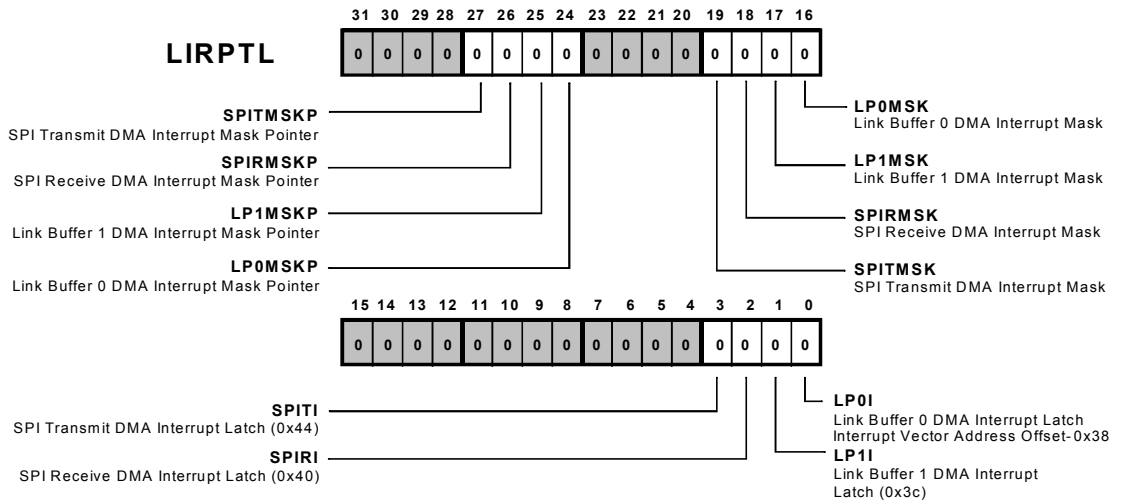 31 30 29 28 27 26 25 24 23 22 21 20 19 18 17 16
LIRPTL
0 0 0 0 0 0 0 0 0 0 0 0 0 0 0 0
SPITMSKP
SPI Transmit DMA Interrupt Mask Pointer
SPIRMSKP
SPI Receive DMA Interrupt Mask Pointer
LP1MSKP
Link Buffer 1 DMA Interrupt Mask Pointer
LP0MSKP
Link Buffer 0 DMA Interrupt Mask Pointer
LP0MSK
Link Buffer 0 DMA Interrupt Mask
LP1MSK
Link Buffer 1 DMA Interrupt Mask
SPIRMSK
SPI Receive DMA Interrupt Mask
SPITMSK
SPI Transmit DMA Interrupt Mask
15 14 13 12 11 10 9 8 7 6 5 4 3 2 1 0
0 0 0 0 0 0 0 0 0 0 0 0 0 0 0 0
SPITI
SPI Transmit DMA Interrupt Latch (0x44)
SPIRI
SPI Receive DMA Interrupt Latch (0x40)
LP0I
Link Buffer 0 DMA Interrupt Latch
Interrupt Vector Address Offset-0x38
LP1I
Link Buffer 1 DMA Interrupt
Latch (0x3c)